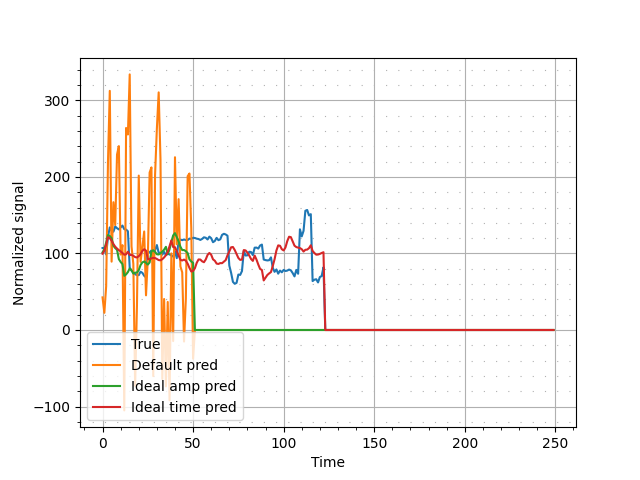 300
200
100
0
−100
Normalized signal
True
Default pred
Ideal amp pred
Ideal time pred
0 50 100 150 200 250
Time